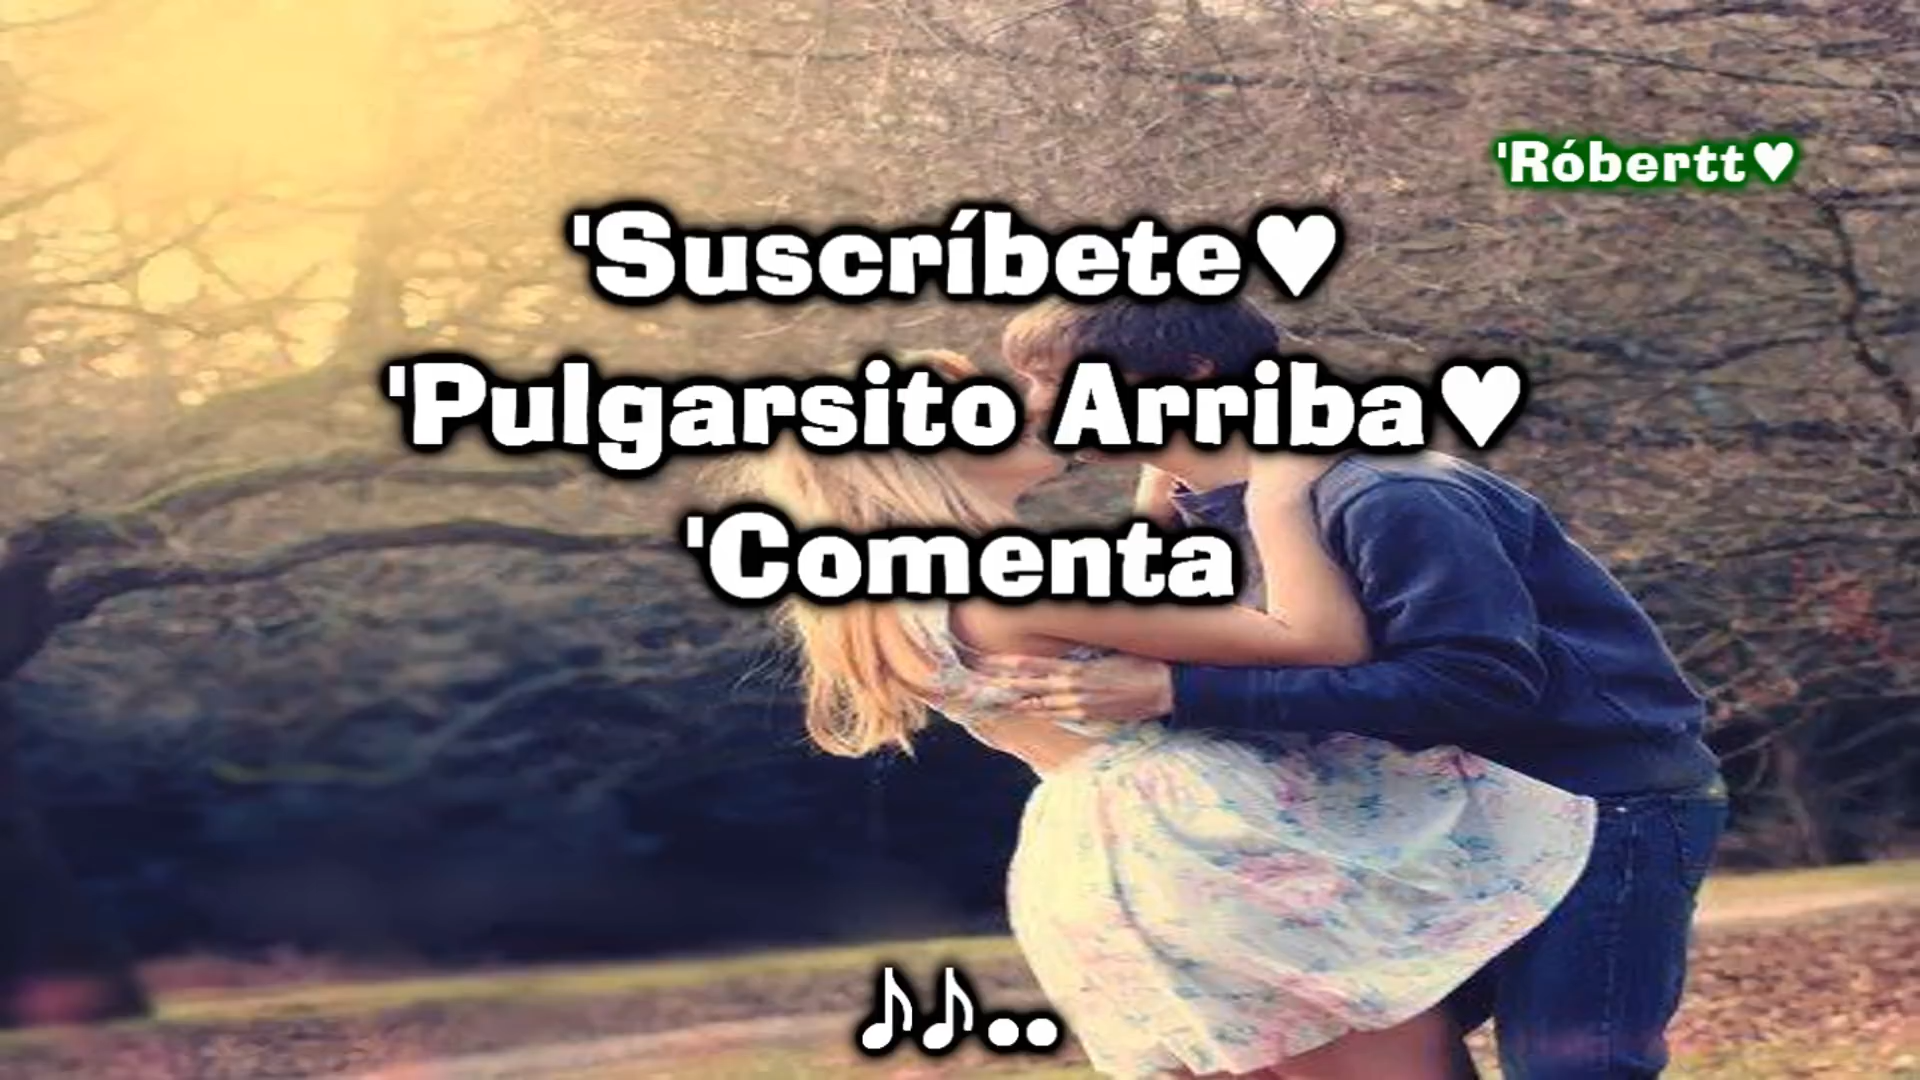 'Róbertt♥
'Suscríbete♥
'Pulgarsito Arriba♥
'Comenta
♪♪..